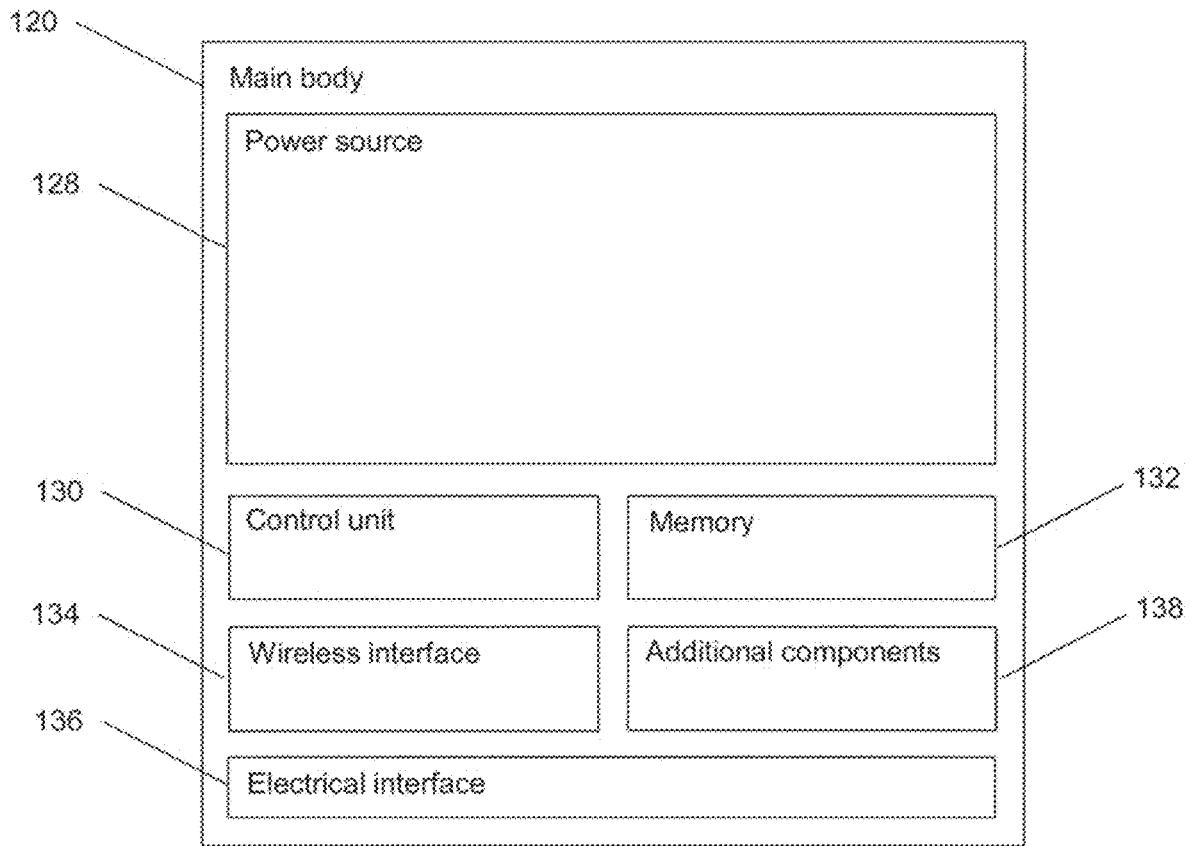 120
Main body
Power source
128
130
Control unit
Memory
132
134
Wireless interface
Additional components
138
136
Electrical interface